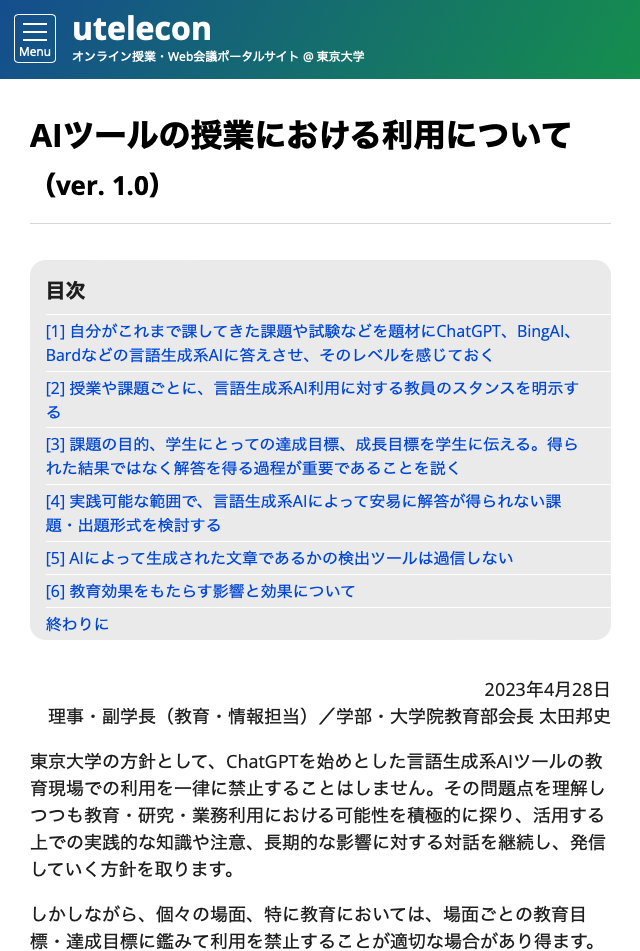 Menu
utelecon
オンライン授業・Web会議ポータルサイト @ 東京大学
AIツールの授業における利用について
（ver. 1.0）
目次
[1] 自分がこれまで課してきた課題や試験などを題材にChatGPT、BingAI、
Bardなどの言語生成系AIに答えさせ、そのレベルを感じておく
[2] 授業や課題ごとに、言語生成系AI利用に対する教員のスタンスを明示す
る
[3] 課題の目的、学生にとっての達成目標、成長目標を学生に伝える。得ら
れた結果ではなく解答を得る過程が重要であることを説く
[4] 実践可能な範囲で、言語生成系AIによって安易に解答が得られない課
題・出題形式を検討する
[5] AIによって生成された文章であるかの検出ツールは過信しない
[6] 教育効果をもたらす影響と効果について
終わりに
2023年4月28日
理事・副学長（教育・情報担当）／学部・大学院教育部会長 太田邦史
東京大学の方針として、ChatGPTを始めとした言語生成系AIツールの教
育現場での利用を一律に禁止することはしません。その問題点を理解し
つつも教育・研究・業務利用における可能性を積極的に探り、活用する
上での実践的な知識や注意、長期的な影響に対する対話を継続し、発信
していく方針を取ります。
しかしながら、個々の場面、特に教育においては、場面ごとの教育目
標・達成目標に鑑みて利用を禁止することが適切な場合があり得ます。